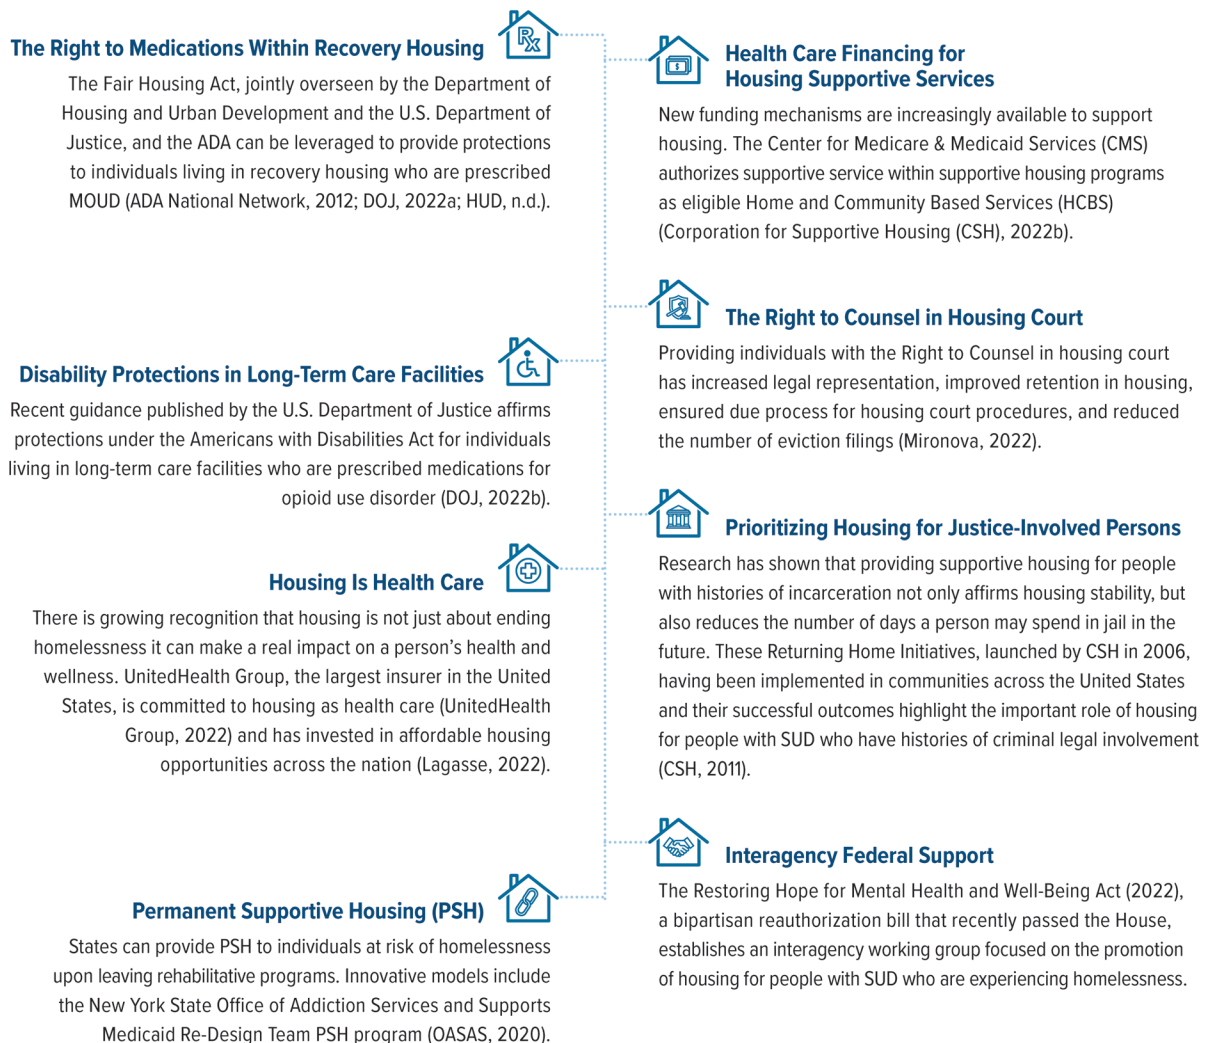 The Right to Medications Within Recovery Housing
The Fair Housing Act, jointly overseen by the Department of
Housing and Urban Development and the U.S. Department of
Justice, and the ADA can be leveraged to provide protections
to individuals living in recovery housing who are prescribed
MOUD (ADA National Network, 2012; DOJ, 2022a; HUD, n.d.).
Disability Protections in Long-Term Care Facilities
Recent guidance published by the U.S. Department of Justice affirms
protections under the Americans with Disabilities Act for individuals
living in long-term care facilities who are prescribed medications for
opioid use disorder (DOJ, 2022b).
Housing Is Health Care
There is growing recognition that housing is not just about ending
homelessness it can make a real impact on a person's health and
wellness. UnitedHealth Group, the largest insurer in the United
States, is committed to housing as health care (UnitedHealth
Group, 2022) and has invested in affordable housing
opportunities across the nation (Lagasse, 2022).
Permanent Supportive Housing (PSH)
States can provide PSH to individuals at risk of homelessness
upon leaving rehabilitative programs. Innovative models include
the New York State Office of Addiction Services and Supports
Medicaid Re-Design Team PSH program (OASAS, 2020).
Health Care Financing for
Housing Supportive Services
New funding mechanisms are increasingly available to support
housing. The Center for Medicare & Medicaid Services (CMS)
authorizes supportive service within supportive housing programs
as eligible Home and Community Based Services (HCBS)
(Corporation for Supportive Housing (CSH), 2022b).
The Right to Counsel in Housing Court
Providing individuals with the Right to Counsel in housing court
has increased legal representation, improved retention in housing,
ensured due process for housing court procedures, and reduced
the number of eviction filings (Mironova, 2022).
Prioritizing Housing for Justice-Involved Persons
Research has shown that providing supportive housing for people
with histories of incarceration not only affirms housing stability, but
also reduces the number of days a person may spend in jail in the
future. These Returning Home Initiatives, launched by CSH in 2006,
having been implemented in communities across the United States
and their successful outcomes highlight the important role of housing
for people with SUD who have histories of criminal legal involvement
(CSH, 2011).
Interagency Federal Support
The Restoring Hope for Mental Health and Well-Being Act (2022),
a bipartisan reauthorization bill that recently passed the House,
establishes an interagency working group focused on the promotion
of housing for people with SUD who are experiencing homelessness.